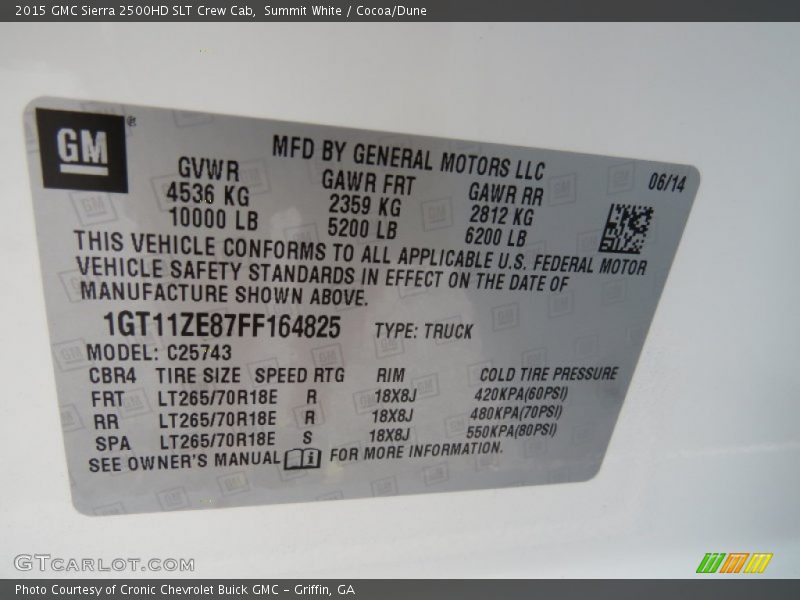 2015 GMC Sierra 2500HD SLT Crew Cab,  Summit White / Cocoa/Dune
GM ®
MFD BY GENERAL MOTORS LLC
06/14
GVWR GAWR FRT GAWR RR
4536 KG 2359 KG 2812 KG
10000 LB 5200 LB 6200 LB
THIS VEHICLE CONFORMS TO ALL APPLICABLE U.S. FEDERAL MOTOR
VEHICLE SAFETY STANDARDS IN EFFECT ON THE DATE OF
MANUFACTURE SHOWN ABOVE.
1GT11ZE87FF164825 TYPE: TRUCK
MODEL: C25743
CBR4 TIRE SIZE SPEED RTG RIM COLD TIRE PRESSURE
FRT LT265/70R18E R 18X8J 420KPA(60PSI)
RR LT265/70R18E R 18X8J 480KPA(70PSI)
SPA LT265/70R18E S 18X8J 550KPA(80PSI)
SEE OWNER'S MANUAL i FOR MORE INFORMATION.
GTCARLOT.COM
Photo Courtesy of Cronic Chevrolet Buick GMC – Griffin, GA